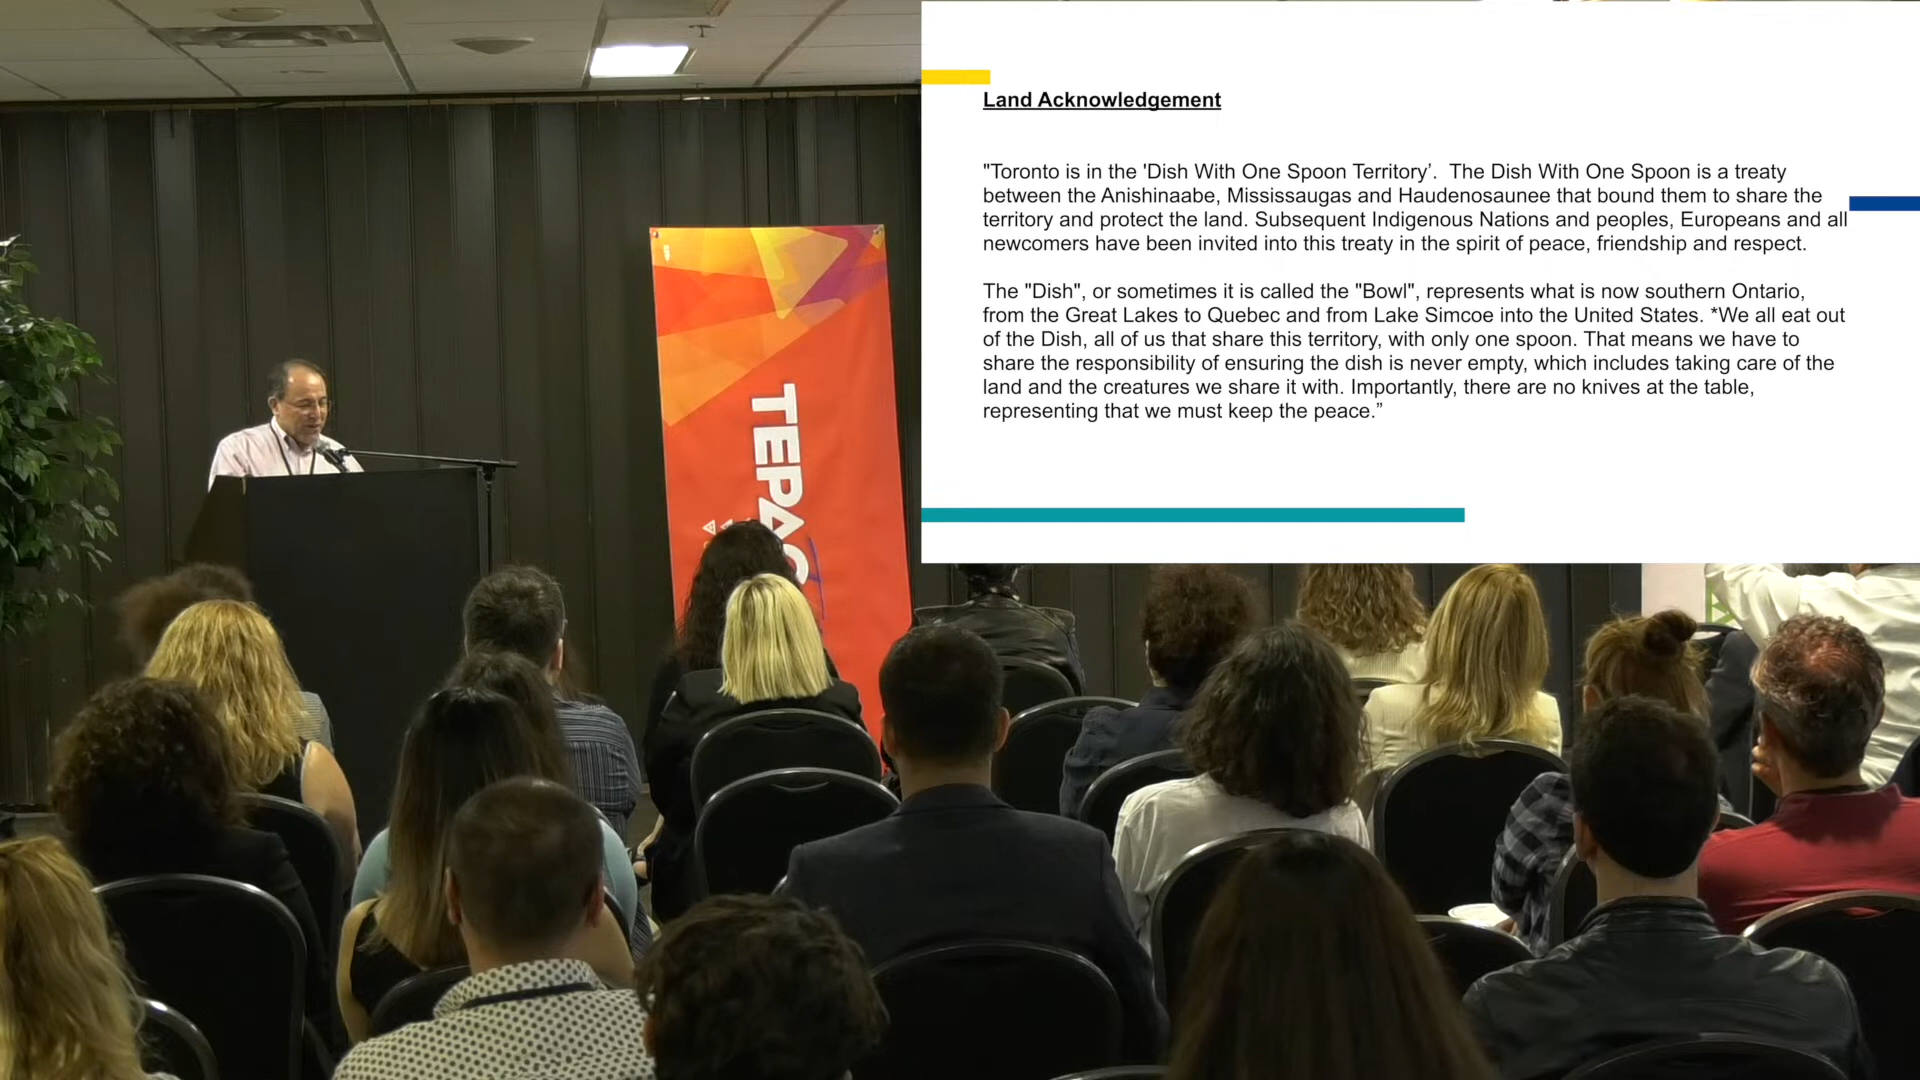 Land Acknowledgement
"Toronto is in the 'Dish With One Spoon Territory’.  The Dish With One Spoon is a treaty
between the Anishinaabe, Mississaugas and Haudenosaunee that bound them to share the
territory and protect the land. Subsequent Indigenous Nations and peoples, Europeans and all
newcomers have been invited into this treaty in the spirit of peace, friendship and respect.
The "Dish", or sometimes it is called the "Bowl", represents what is now southern Ontario,
from the Great Lakes to Quebec and from Lake Simcoe into the United States. *We all eat out
of the Dish, all of us that share this territory, with only one spoon. That means we have to
share the responsibility of ensuring the dish is never empty, which includes taking care of the
land and the creatures we share it with. Importantly, there are no knives at the table,
representing that we must keep the peace.”
TEPAC